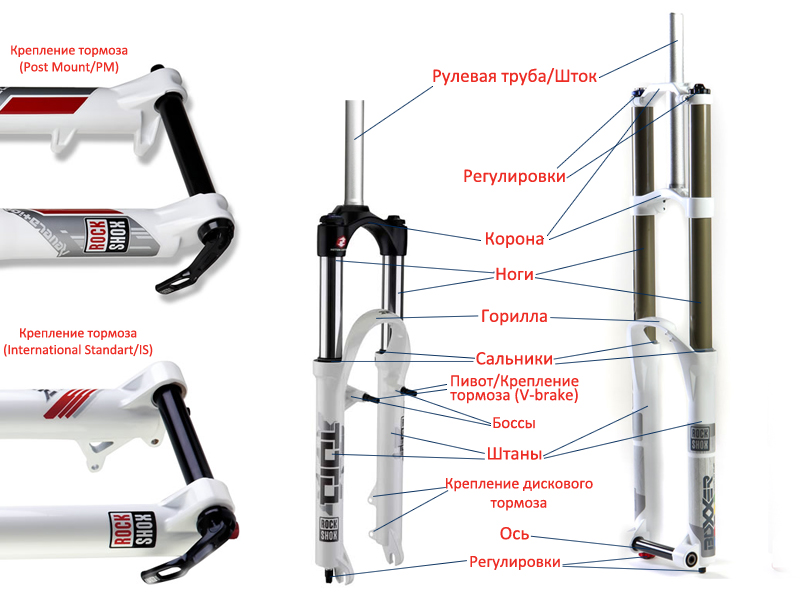 Крепление тормоза
(Post Mount/PM)
ROCK
SHOX
Крепление тормоза
(International Standart/IS)
ROCK
SHOX
Рулевая труба/Шток
Регулировки
Корона
Ноги
Горилла
Сальники
Пивот/Крепление
тормоза (V-brake)
Боссы
Штаны
Крепление дискового
тормоза
Ось
Регулировки
ROCK
SHOX
ROCK
SHOX
BOXXER